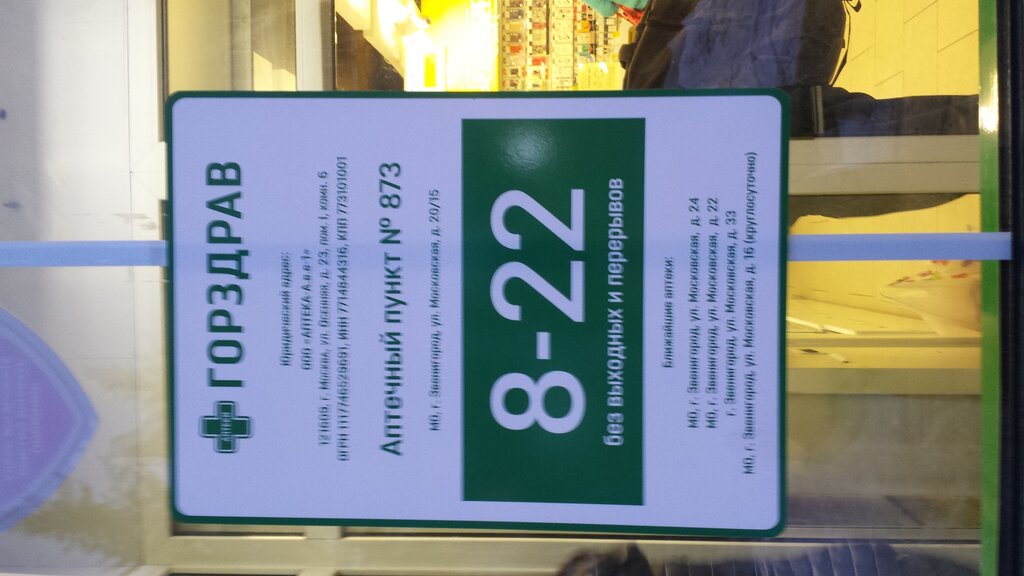 АПТЕКА
ГОРЗДРАВ
Юридический адрес:
ООО «АПТЕКА-А.в.е-1»
121609, г. Москва, ул. Осенняя, д. 23, пом. I, комн. 6
ОГРН 1117746529691, ИНН 7714844316, КПП 773101001
Аптечный пункт № 873
МО, г. Звенигород, ул. Московская, д. 20/15
8-22
без выходных и перерывов
Ближайшие аптеки:
МО, г. Звенигород, ул. Московская, д. 24
МО, г. Звенигород, ул. Московская, д. 22
г. Звенигород, ул. Московская, д. 33
МО, г. Звенигород, ул. Московская, д. 16 (круглосуточно)